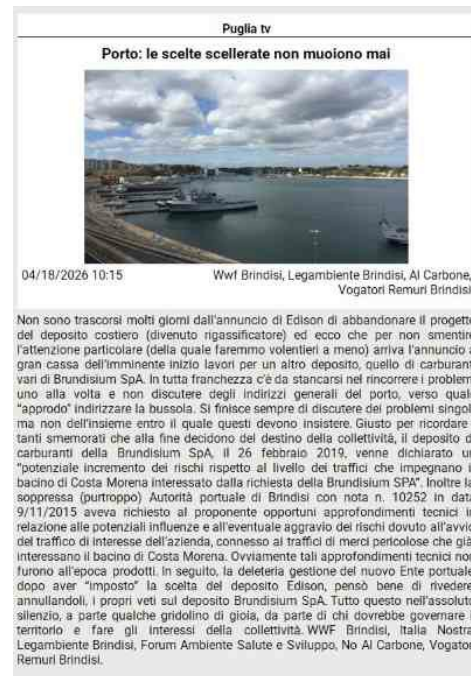 Puglia tv
Porto: le scelte scellerate non muoiono mai
04/18/2026 10:15
Wwf Brindisi, Legambiente Brindisi, Al Carbone,
Vogatori Remuri Brindisi
Non sono trascorsi molti giorni dall'annuncio di Edison di abbandonare il progetto
del deposito costiero (divenuto rigassificatore) ed ecco che per non smentire
l'attenzione particolare (della quale faremmo volentieri a meno) arriva l'annuncio a
gran cassa dell'imminente inizio lavori per un altro deposito, quello di carburanti
vari di Brundisium SpA. In tutta franchezza c'è da stancarsi nel rincorrere i problemi
uno alla volta e non discutere degli indirizzi generali del porto, verso quale
"approdo" indirizzare la bussola. Si finisce sempre di discutere dei problemi singoli
ma non dell'insieme entro il quale questi devono insistere. Giusto per ricordare a
tanti smemorati che alla fine decidono del destino della collettività, il deposito di
carburanti della Brundisium SpA, il 26 febbraio 2019, venne dichiarato un
"potenziale incremento dei rischi rispetto al livello dei traffici che impegnano il
bacino di Costa Morena interessato dalla richiesta della Brundisium SPA". Inoltre la
soppressa (purtroppo) Autorità portuale di Brindisi con nota n. 10252 in data
9/11/2015 aveva richiesto al proponente opportuni approfondimenti tecnici in
relazione alle potenziali influenze e all'eventuale aggravio dei rischi dovuto all'avvio
del traffico di interesse dell'azienda, connesso ai traffici di merci pericolose che già
interessano il bacino di Costa Morena. Ovviamente tali approfondimenti tecnici non
furono all'epoca prodotti. In seguito, la deleteria gestione del nuovo Ente portuale,
dopo aver "imposto" la scelta del deposito Edison, pensò bene di rivedere,
annullandoli, i propri veti sul deposito Brundisium SpA. Tutto questo nell'assoluto
silenzio, a parte qualche gridolino di gioia, da parte di chi dovrebbe governare il
territorio e fare gli interessi della collettività. WWF Brindisi, Italia Nostra,
Legambiente Brindisi, Forum Ambiente Salute e Sviluppo, No Al Carbone, Vogatori
Remuri Brindisi.